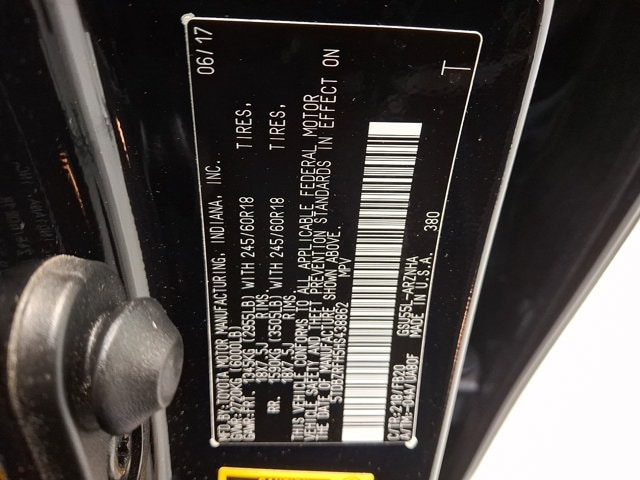 MFD. BY: TOYOTA MOTOR MANUFACTURING, INDIANA, INC. 06/17
GVWR: 2720KG (6000LB)
GAWR: FRT. 1345KG (2955LB) WITH 245/60R18 TIRES,
18X7.5J RIMS
RR. 1590KG (3505LB) WITH 245/60R18 TIRES,
18X7.5J RIMS
THIS VEHICLE CONFORMS TO ALL APPLICABLE FEDERAL MOTOR
VEHICLE SAFETY AND THEFT PREVENTION STANDARDS IN EFFECT ON
THE DATE OF MANUFACTURE SHOWN ABOVE.
5TDBZRFH5HS438862 MPV
380
C/TR:218/FB20 GSU55L-ARZNHA
MADE IN U.S.A. T